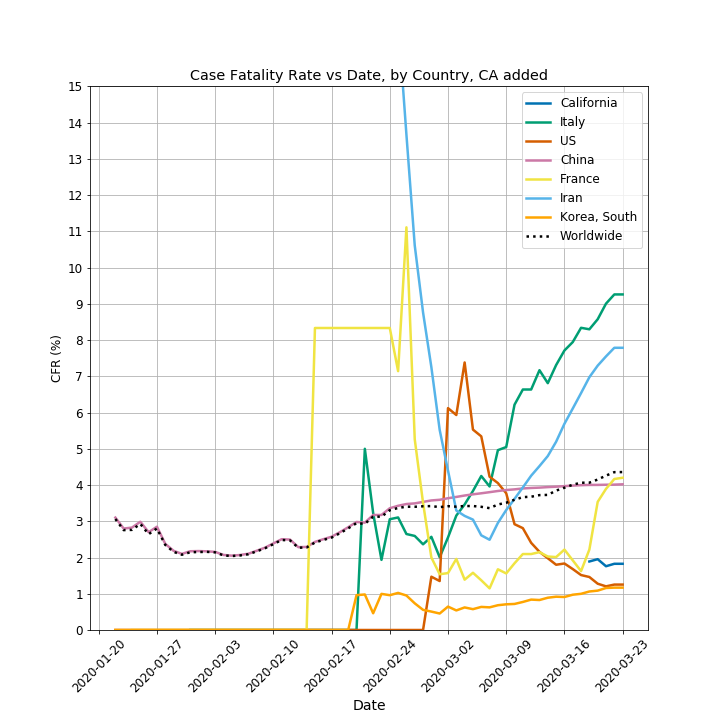 Case Fatality Rate vs Date, by Country, CA added
15
14
13
12
11
10
9
8
7
6
5
4
3
2
1
0
CFR (%)
California
Italy
US
China
France
Iran
Korea, South
Worldwide
2020-01-20
2020-01-27
2020-02-03
2020-02-10
2020-02-17
2020-02-24
2020-03-02
2020-03-09
2020-03-16
2020-03-23
Date